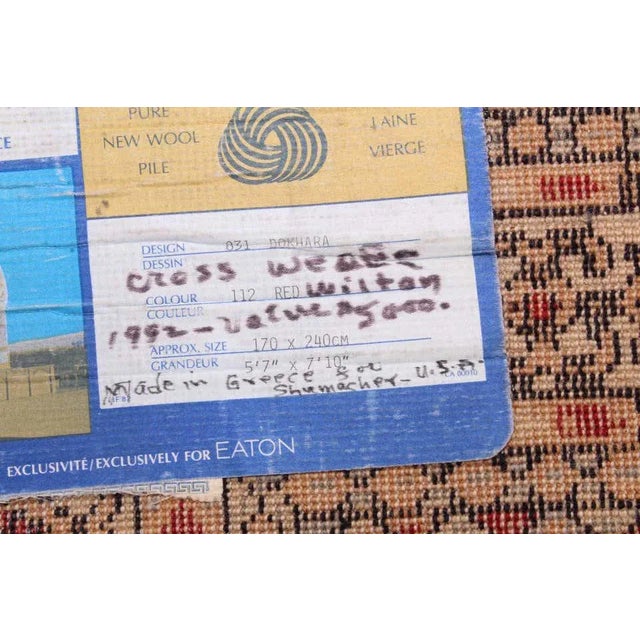 CE
PURE
NEW WOOL
PILE
LAINE
VIERGE
DESIGN 031 BOKHARA
DESSIN
Cross Weave
COLOUR 112 RED Wilton
COULEUR
1992 - Value
APPROX. SIZE 170 X 240CM
GRANDEUR 5'7" X 7'10"
Made in Greece for
Shumacher - U.S.A.
EXCLUSIVITÉ/EXCLUSIVELY FOR EATON